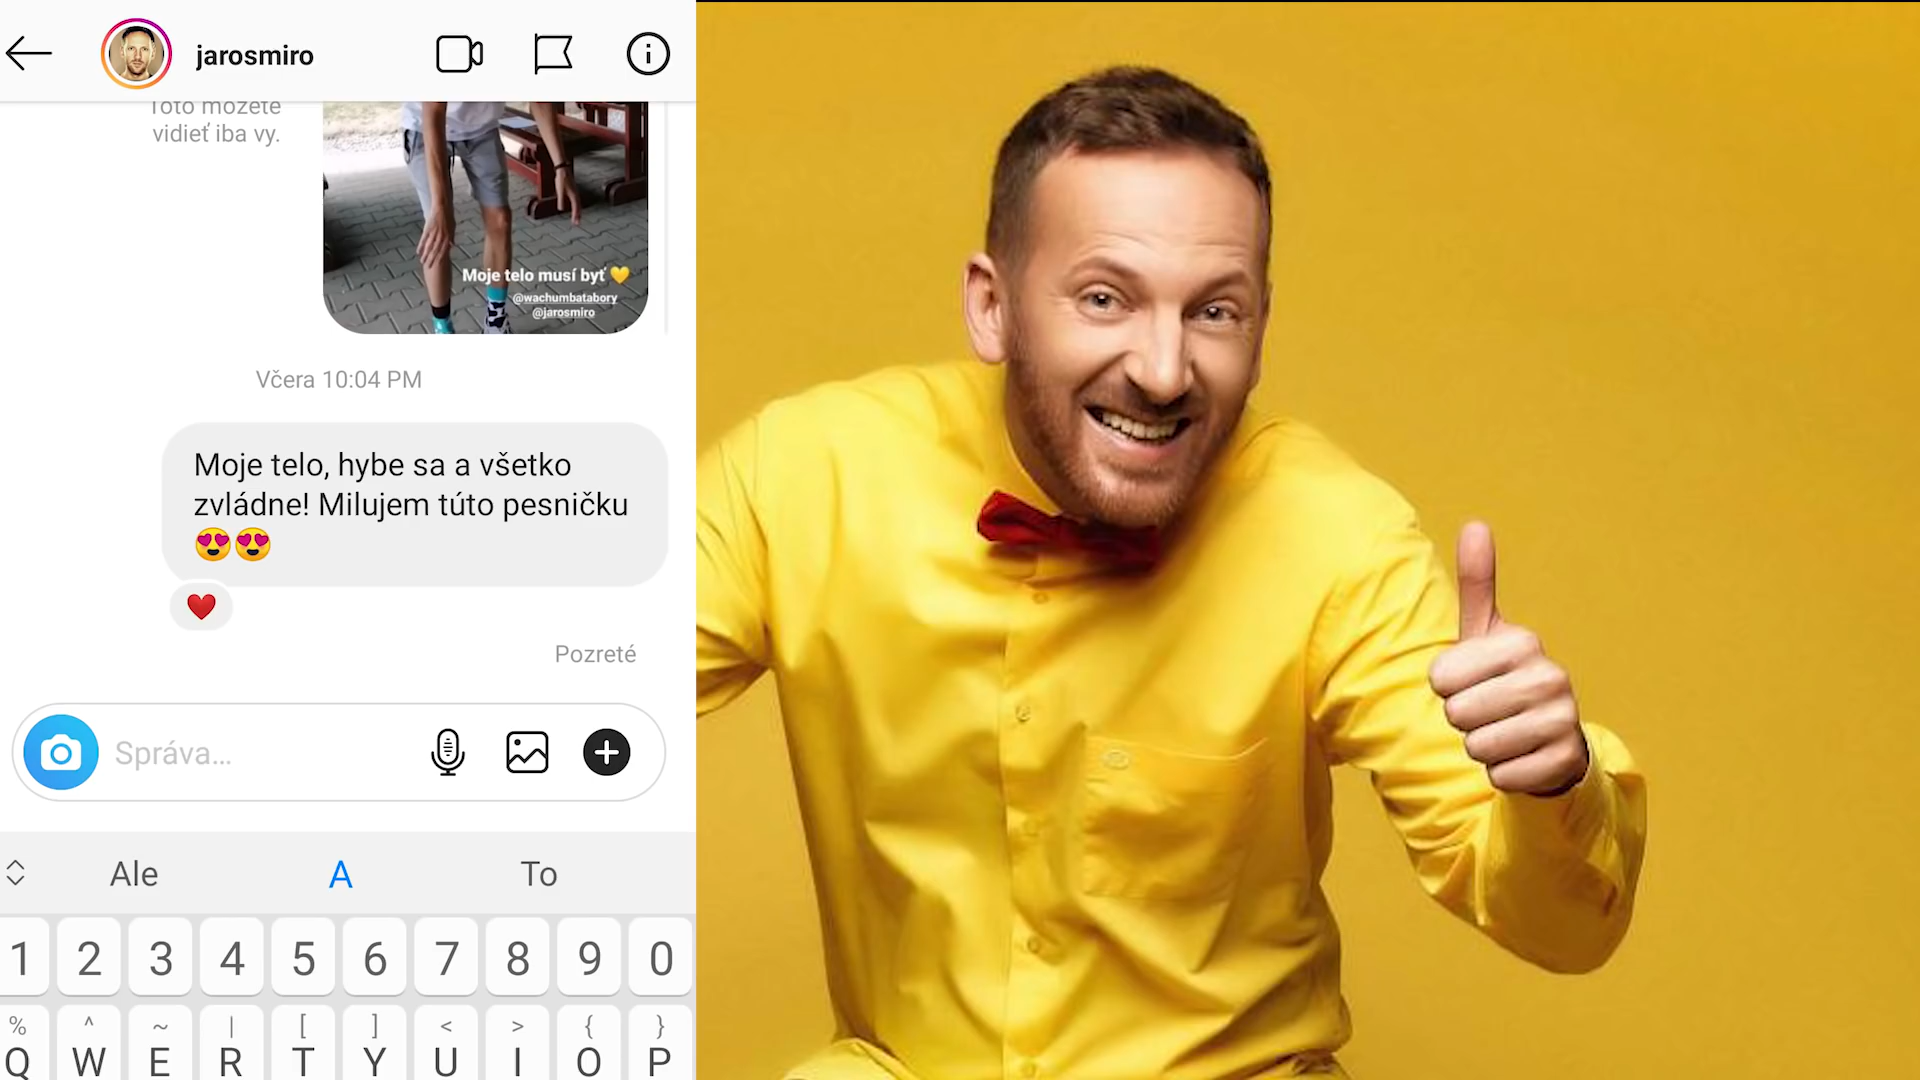 jarosmiro
Toto môžete
vidieť iba vy.
Moje telo musí byť 💛
@wachumbatabory
@jarosmiro
Včera 10:04 PM
Moje telo, hybe sa a všetko
zvládne! Milujem túto pesničku
😍😍
❤️
Pozreté
Správa...
Ale A To
1 2 3 4 5 6 7 8 9 0
% ^ ~ | [ ] < > { }
Q W E R T Y U I O P